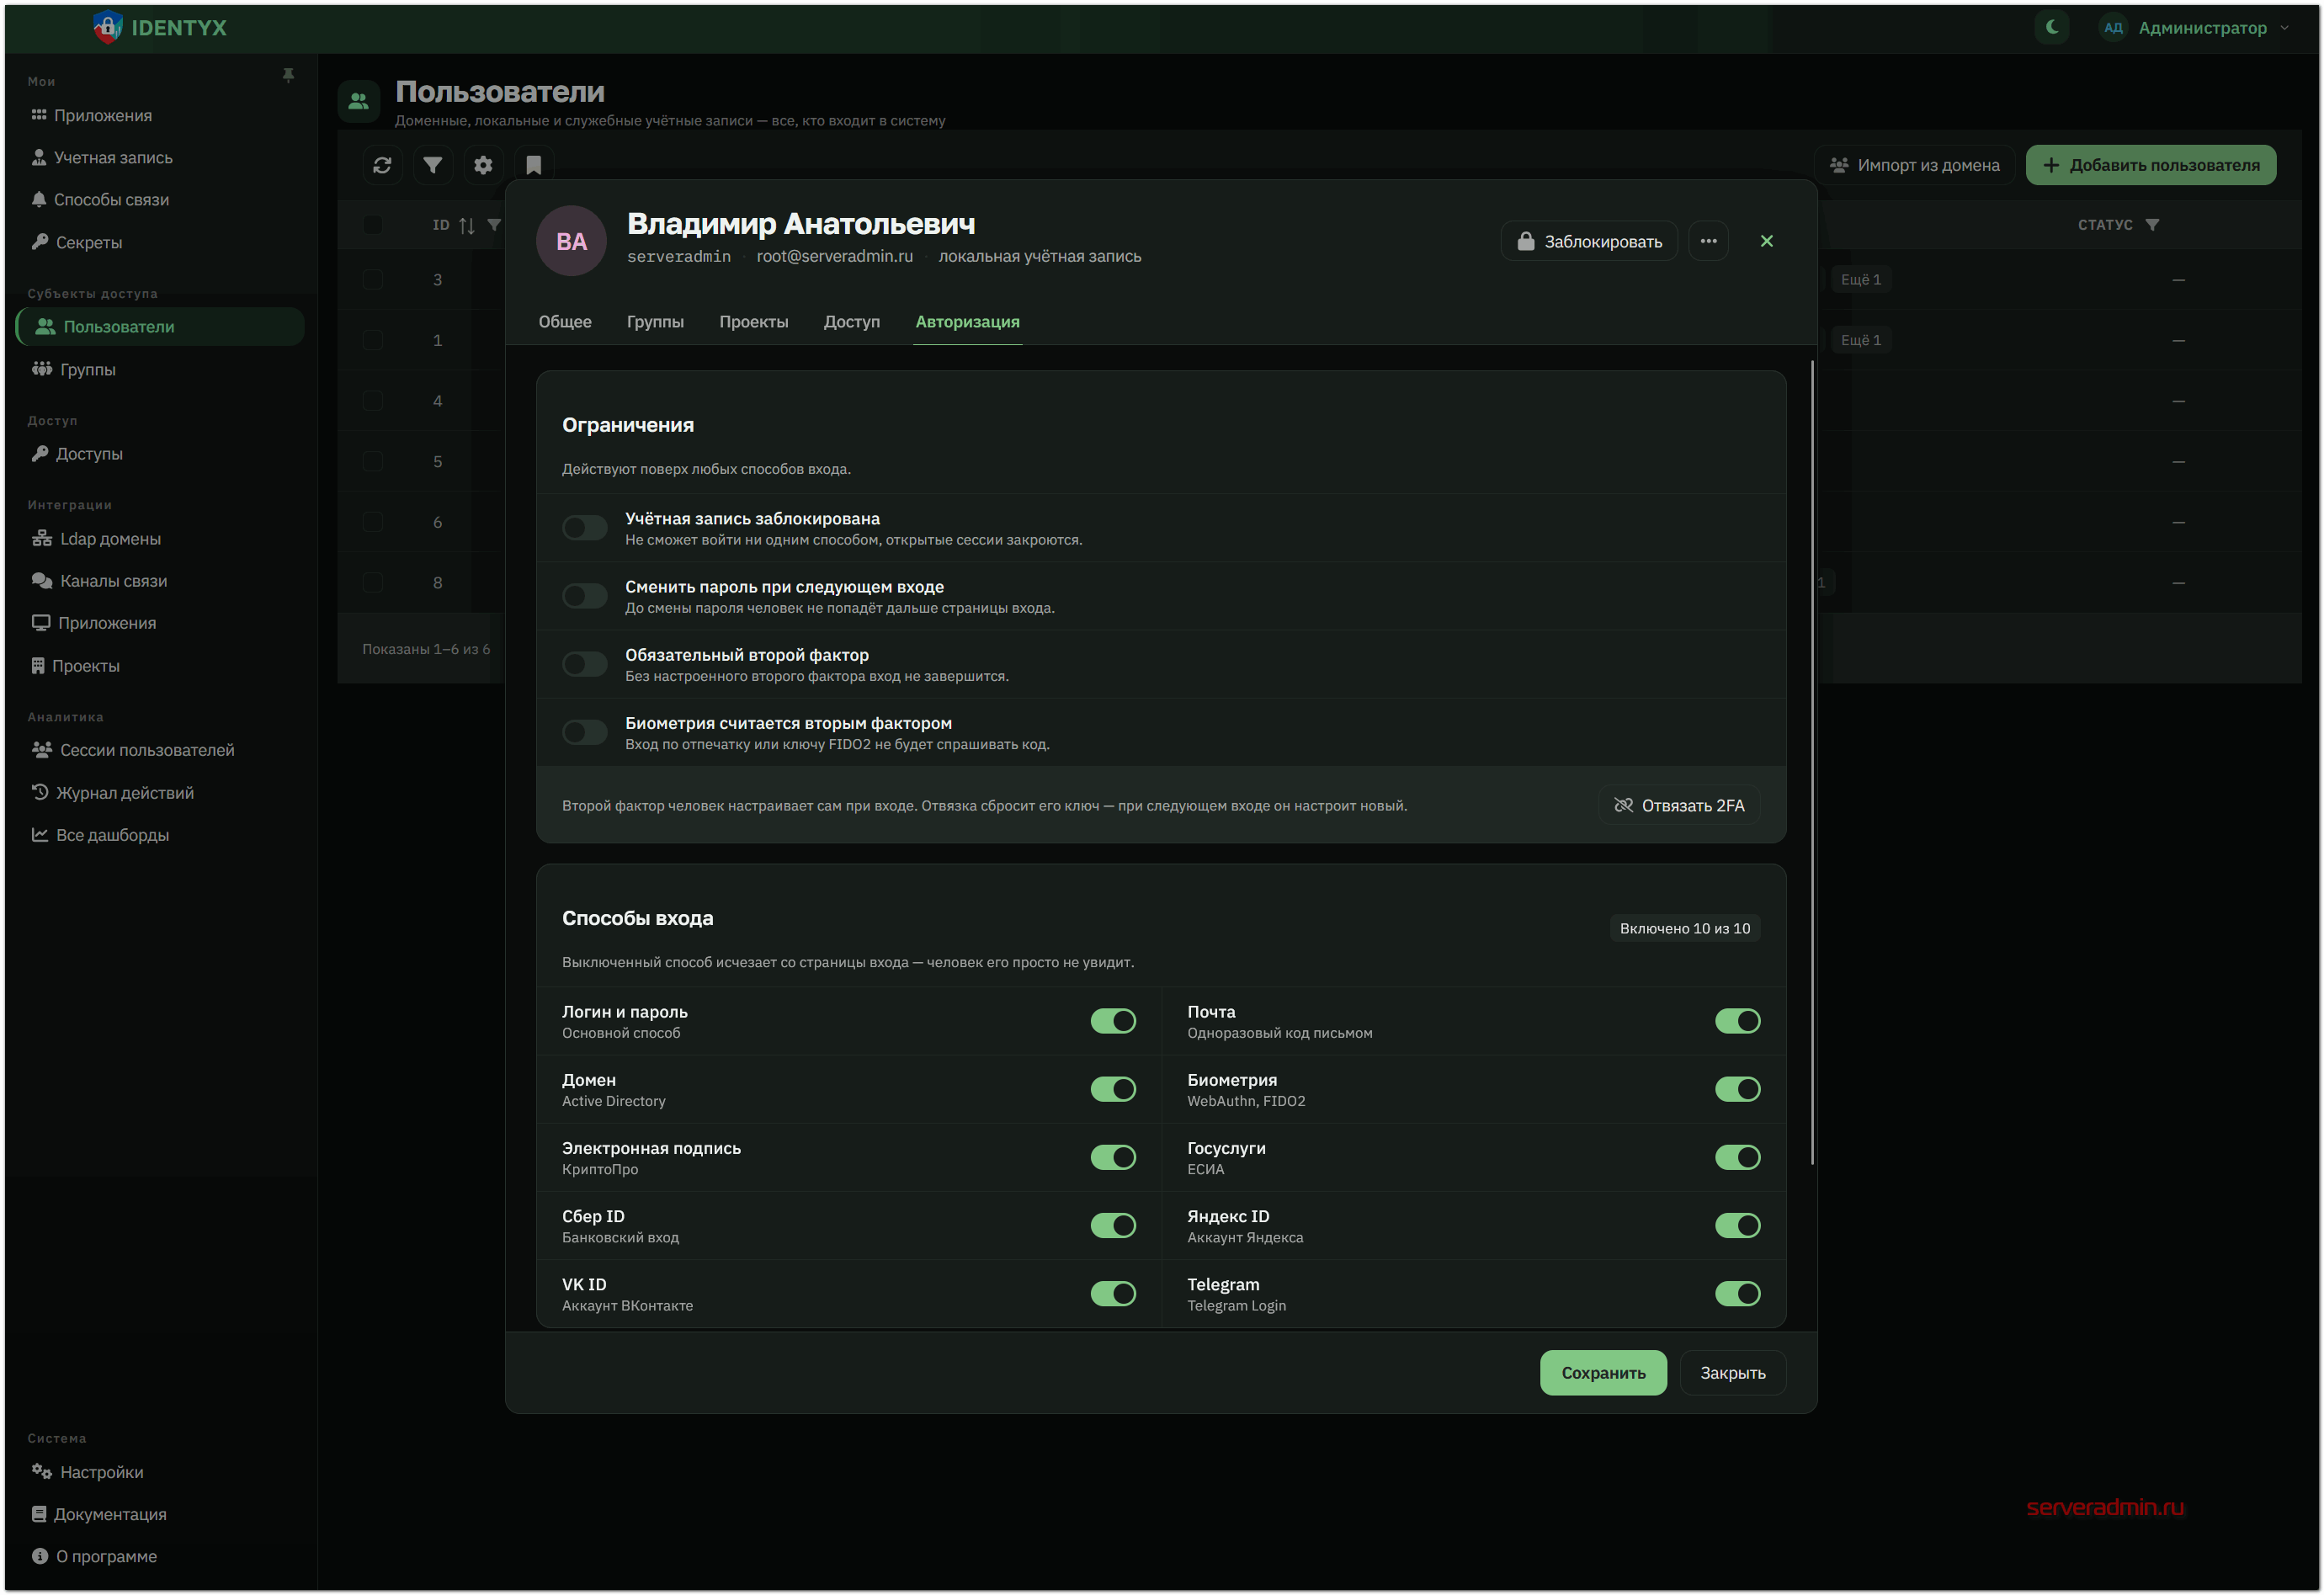 IDENTYX
АД Администратор
Мои
Приложения
Учетная запись
Способы связи
Секреты
Субъекты доступа
Пользователи
Группы
Доступ
Доступы
Интеграции
Ldap домены
Каналы связи
Приложения
Проекты
Аналитика
Сессии пользователей
Журнал действий
Все дашборды
Система
Настройки
Документация
О программе
Пользователи
Доменные, локальные и служебные учётные записи — все, кто входит в систему
Импорт из домена
Добавить пользователя
ID
СТАТУС
3
Ещё 1
—
1
Ещё 1
—
4
—
5
—
6
—
8
1
—
Показаны 1–6 из 6
ВА
Владимир Анатольевич
serveradmin · root@serveradmin.ru · локальная учётная запись
Заблокировать
Общее Группы Проекты Доступ Авторизация
Ограничения
Действуют поверх любых способов входа.
Учётная запись заблокирована
Не сможет войти ни одним способом, открытые сессии закроются.
Сменить пароль при следующем входе
До смены пароля человек не попадёт дальше страницы входа.
Обязательный второй фактор
Без настроенного второго фактора вход не завершится.
Биометрия считается вторым фактором
Вход по отпечатку или ключу FIDO2 не будет спрашивать код.
Второй фактор человек настраивает сам при входе. Отвязка сбросит его ключ — при следующем входе он настроит новый.
Отвязать 2FA
Способы входа
Включено 10 из 10
Выключенный способ исчезает со страницы входа — человек его просто не увидит.
Логин и пароль
Основной способ
Почта
Одноразовый код письмом
Домен
Active Directory
Биометрия
WebAuthn, FIDO2
Электронная подпись
КриптоПро
Госуслуги
ЕСИА
Сбер ID
Банковский вход
Яндекс ID
Аккаунт Яндекса
VK ID
Аккаунт ВКонтакте
Telegram
Telegram Login
Сохранить
Закрыть
serveradmin.ru